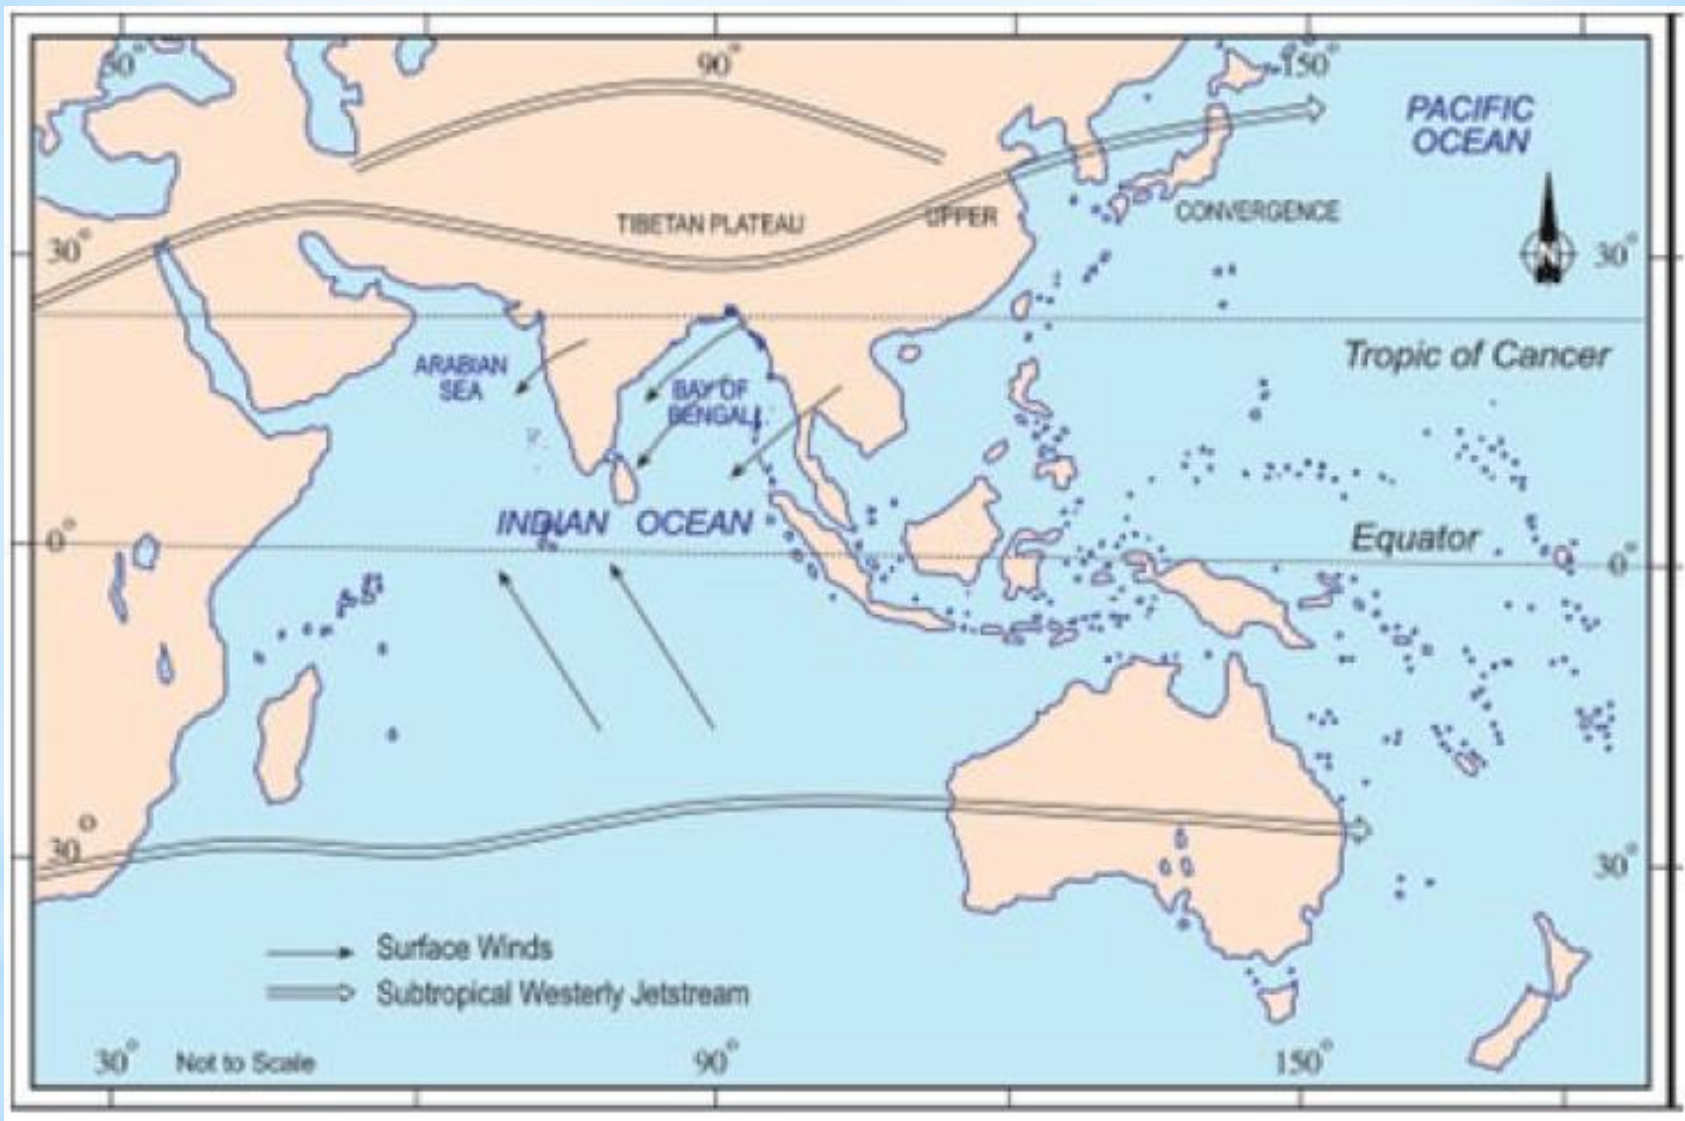 30°
90°
150°
PACIFIC
OCEAN
TIBETAN PLATEAU
UPPER
CONVERGENCE
30°
30°
N
ARABIAN
SEA
BAY OF
BENGAL
Tropic of Cancer
INDIAN OCEAN
Equator
0°
0°
30°
30°
Surface Winds
Subtropical Westerly Jetstream
30°
Not to Scale
90°
150°